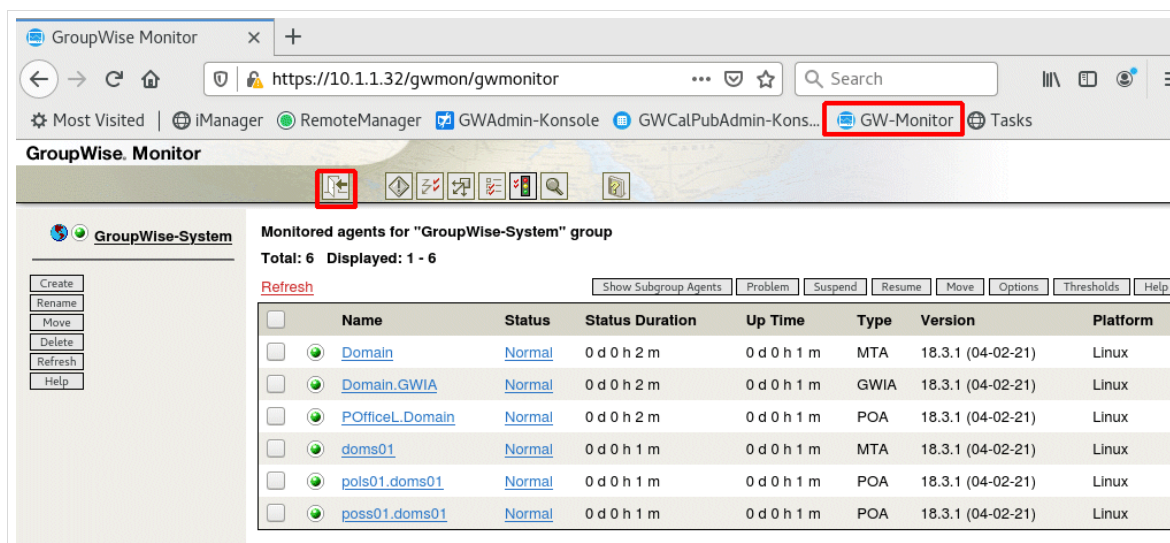 GroupWise Monitor
https://10.1.1.32/gwmon/gwmonitor
Search
Most Visited iManager RemoteManager GWAdmin-Konsole GWCalPubAdmin-Kons... GW-Monitor Tasks
GroupWise. Monitor
GroupWise-System
Create
Rename
Move
Delete
Refresh
Help
Monitored agents for "GroupWise-System" group
Total: 6 Displayed: 1 - 6
Refresh Show Subgroup Agents Problem Suspend Resume Move Options Thresholds Help
Name Status Status Duration Up Time Type Version Platform
Domain Normal 0 d 0 h 2 m 0 d 0 h 1 m MTA 18.3.1 (04-02-21) Linux
Domain.GWIA Normal 0 d 0 h 2 m 0 d 0 h 1 m GWIA 18.3.1 (04-02-21) Linux
POfficeL.Domain Normal 0 d 0 h 2 m 0 d 0 h 1 m POA 18.3.1 (04-02-21) Linux
doms01 Normal 0 d 0 h 1 m 0 d 0 h 1 m MTA 18.3.1 (04-02-21) Linux
pols01.doms01 Normal 0 d 0 h 1 m 0 d 0 h 1 m POA 18.3.1 (04-02-21) Linux
poss01.doms01 Normal 0 d 0 h 1 m 0 d 0 h 1 m POA 18.3.1 (04-02-21) Linux